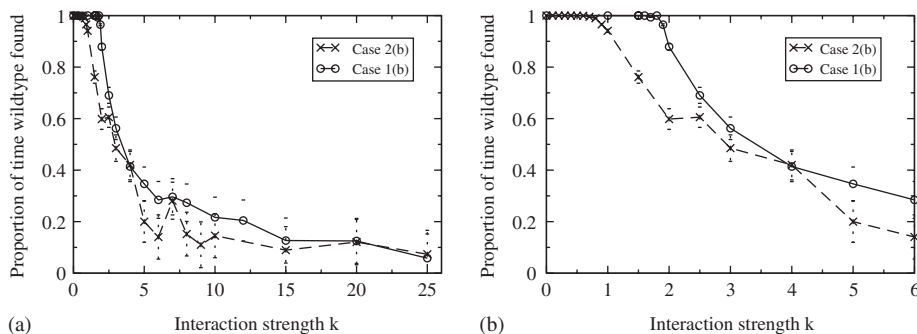 Proportion of time wildtype found
1
0.8
0.6
0.4
0.2
0
Case 2(b)
Case 1(b)
0 5 10 15 20 25
(a)
Interaction strength k
Proportion of time wildtype found
1
0.8
0.6
0.4
0.2
0
Case 2(b)
Case 1(b)
0 1 2 3 4 5 6
(b)
Interaction strength k